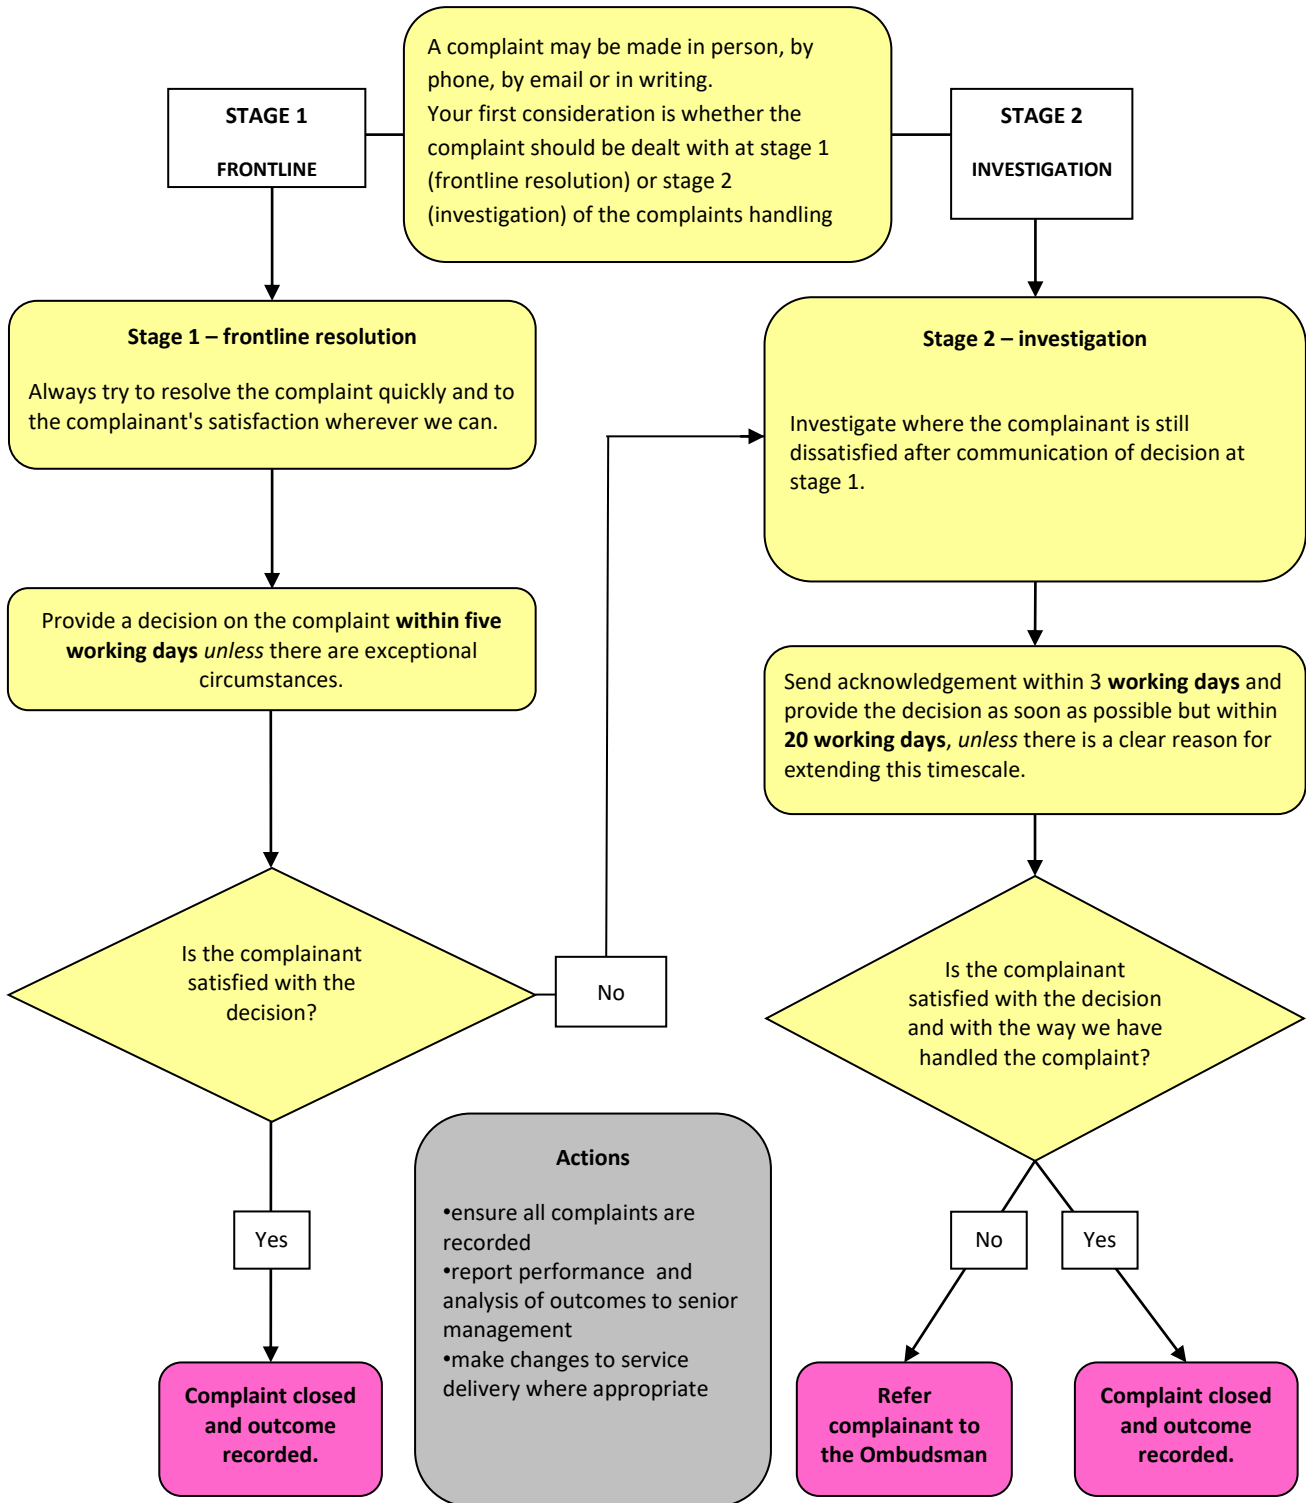 A complaint may be made in person, by
phone, by email or in writing.
Your first consideration is whether the
complaint should be dealt with at stage 1
(frontline resolution) or stage 2
(investigation) of the complaints handling
STAGE 1
FRONTLINE
STAGE 2
INVESTIGATION
Stage 1 – frontline resolution
Always try to resolve the complaint quickly and to
the complainant's satisfaction wherever we can.
Provide a decision on the complaint within five
working days unless there are exceptional
circumstances.
Is the complainant
satisfied with the
decision?
No
Yes
Complaint closed
and outcome
recorded.
Stage 2 – investigation
Investigate where the complainant is still
dissatisfied after communication of decision at
stage 1.
Send acknowledgement within 3 working days and
provide the decision as soon as possible but within
20 working days, unless there is a clear reason for
extending this timescale.
Is the complainant
satisfied with the decision
and with the way we have
handled the complaint?
No
Yes
Refer
complainant to
the Ombudsman
Complaint closed
and outcome
recorded.
Actions
•ensure all complaints are
recorded
•report performance  and
analysis of outcomes to senior
management
•make changes to service
delivery where appropriate